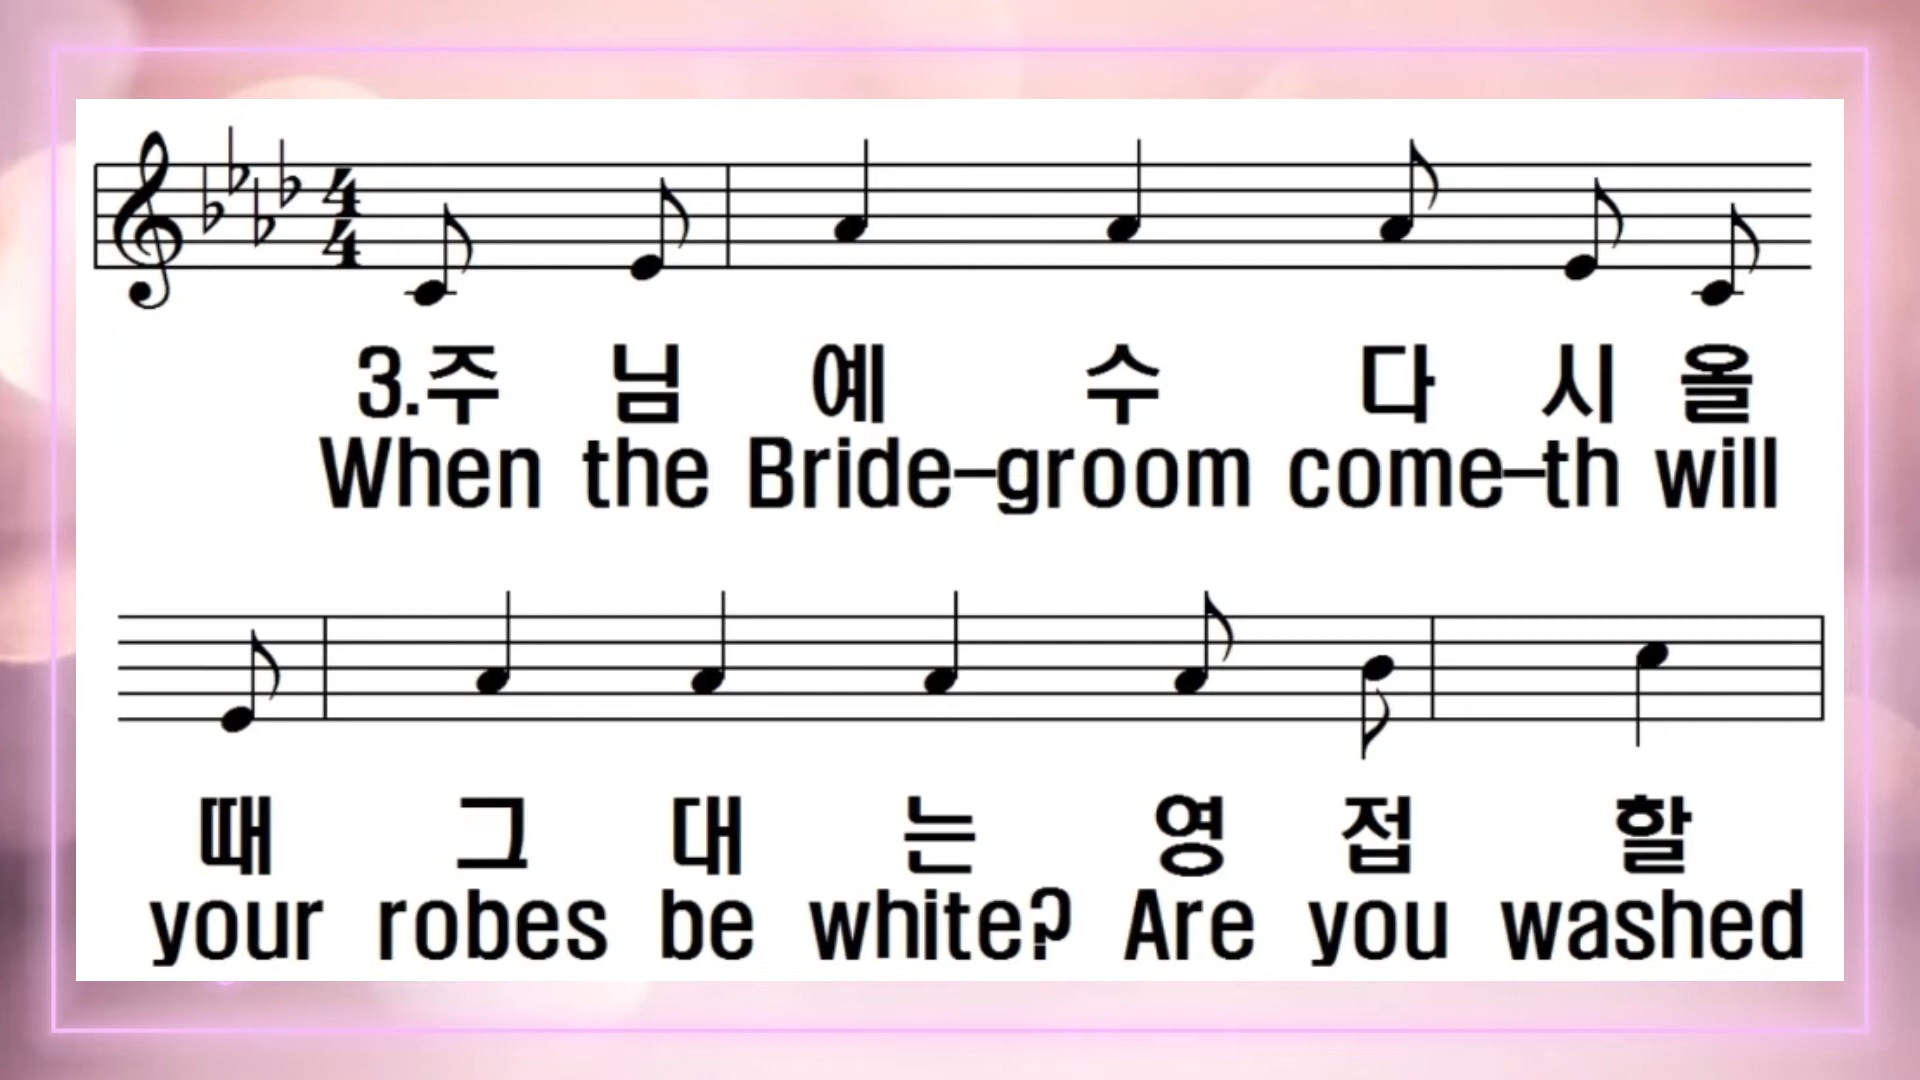 3.주 님 예 수 다 시 올
When the Bride-groom come-th will
때 그 대 는 영 접 할
your robes be white? Are you washed